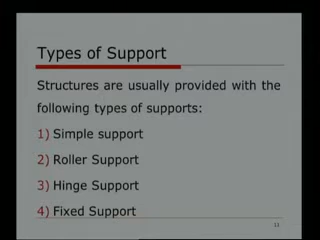 Types of Support
Structures are usually provided with the
following types of supports:
1) Simple support
2) Roller Support
3) Hinge Support
4) Fixed Support
11